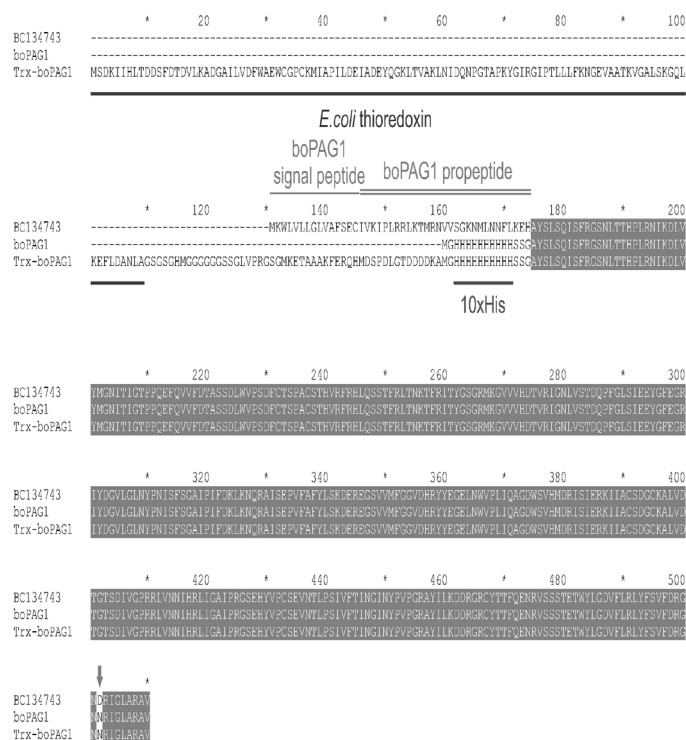 * 20 * 40 * 60 * 80 * 100
BC134743 ----------------------------------------------------------------------------------------------------
boPAG1 ----------------------------------------------------------------------------------------------------
Trx-boPAG1 MSDKIIHLTDDSFDTDVLKADGAILVDFWAEWCGPCKMIAPILDEIADEYQGKLTVAKLNIDQNPGTAPKYGIRGIPTLLLFKNGEVAATKVGALSKGQL
E.coli thioredoxin
boPAG1
signal peptide
boPAG1 propeptide
* 120 * 140 * 160 * 180 * 200
BC134743 ------------------------------MKWLVLLGLVAFSECIVKIPLRRLKTMRNVVSGKNMLNNFLKEHAYSLSQISFRGSNLTTHPLRNIKDLV
boPAG1 -----------------------------------------------------------MGHHHHHHHHHHSSGAYSLSQISFRGSNLTTHPLRNIKDLV
Trx-boPAG1 KEFLDANLAGSGSGHMGGGGGGSSGLVPRGSGMKETAAAKFERQHMDSPDLGTDDDDKAMGHHHHHHHHHHSSGAYSLSQISFRGSNLTTHPLRNIKDLV
10xHis
* 220 * 240 * 260 * 280 * 300
BC134743 YMGNITIGTPPQEFQVVFDTASSDLWVPSDFCTSPACSTHVRFRHLQSSTFRLTNKTFRITYGSGRMKGVVVHDTVRIGNLVSTDQPFGLSIEEYGFEGR
boPAG1 YMGNITIGTPPQEFQVVFDTASSDLWVPSDFCTSPACSTHVRFRHLQSSTFRLTNKTFRITYGSGRMKGVVVHDTVRIGNLVSTDQPFGLSIEEYGFEGR
Trx-boPAG1 YMGNITIGTPPQEFQVVFDTASSDLWVPSDFCTSPACSTHVRFRHLQSSTFRLTNKTFRITYGSGRMKGVVVHDTVRIGNLVSTDQPFGLSIEEYGFEGR
* 320 * 340 * 360 * 380 * 400
BC134743 IYDGVLGLNYPNISFSGAIPIFDKLKNQRAISEPVFAFYLSKDEREGSVVMFGGVDHRYYEGELNWVPLIQAGDWSVHMDRISIERKIIACSDGCKALVD
boPAG1 IYDGVLGLNYPNISFSGAIPIFDKLKNQRAISEPVFAFYLSKDEREGSVVMFGGVDHRYYEGELNWVPLIQAGDWSVHMDRISIERKIIACSDGCKALVD
Trx-boPAG1 IYDGVLGLNYPNISFSGAIPIFDKLKNQRAISEPVFAFYLSKDEREGSVVMFGGVDHRYYEGELNWVPLIQAGDWSVHMDRISIERKIIACSDGCKALVD
* 420 * 440 * 460 * 480 * 500
BC134743 TGTSDIVGPRRLVNNIHRLIGAIPRGSEHYVPCSEVNTLPSIVFTINGINYPVPGRAYILKDDRGRCYTTFQENRVSSSTETWYLGDVFLRLYFSVFDRG
boPAG1 TGTSDIVGPRRLVNNIHRLIGAIPRGSEHYVPCSEVNTLPSIVFTINGINYPVPGRAYILKDDRGRCYTTFQENRVSSSTETWYLGDVFLRLYFSVFDRG
Trx-boPAG1 TGTSDIVGPRRLVNNIHRLIGAIPRGSEHYVPCSEVNTLPSIVFTINGINYPVPGRAYILKDDRGRCYTTFQENRVSSSTETWYLGDVFLRLYFSVFDRG
*
BC134743 NDRIGLARAV
boPAG1 NNRIGLARAV
Trx-boPAG1 NNRIGLARAV